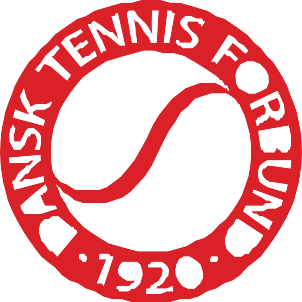 DANSK TENNIS FORBUND
· 1920 ·